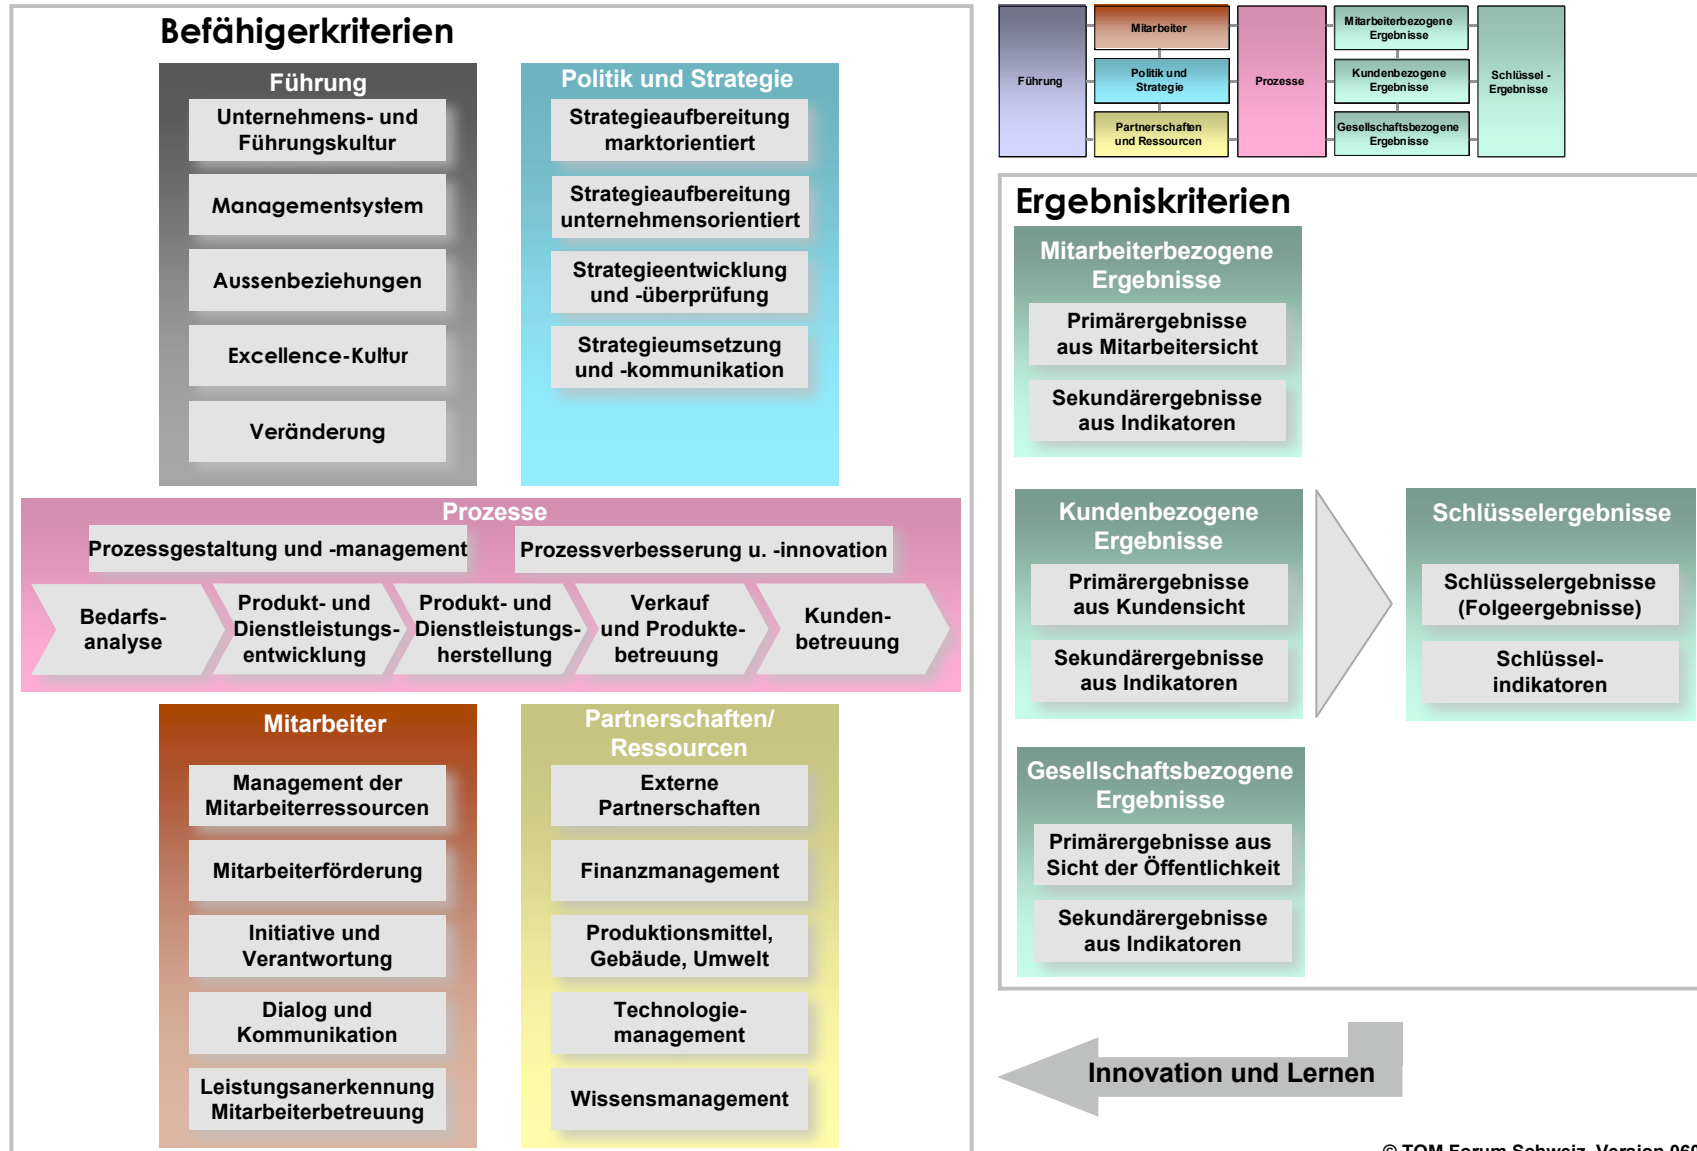 Befähigerkriterien
Führung
Unternehmens- und
Führungskultur
Managementsystem
Aussenbeziehungen
Excellence-Kultur
Veränderung
Politik und Strategie
Strategieaufbereitung
marktorientiert
Strategieaufbereitung
unternehmensorientiert
Strategieentwicklung
und -überprüfung
Strategieumsetzung
und -kommunikation
Prozesse
Prozessgestaltung und -management
Prozessverbesserung u. -innovation
Bedarfs-
analyse
Produkt- und
Dienstleistungs-
entwicklung
Produkt- und
Dienstleistungs-
herstellung
Verkauf
und Produkte-
betreuung
Kunden-
betreuung
Mitarbeiter
Management der
Mitarbeiterressourcen
Mitarbeiterförderung
Initiative und
Verantwortung
Dialog und
Kommunikation
Leistungsanerkennung
Mitarbeiterbetreuung
Partnerschaften/
Ressourcen
Externe
Partnerschaften
Finanzmanagement
Produktionsmittel,
Gebäude, Umwelt
Technologie-
management
Wissensmanagement
Führung
Mitarbeiter
Politik und
Strategie
Partnerschaften
und Ressourcen
Prozesse
Mitarbeiterbezogene
Ergebnisse
Kundenbezogene
Ergebnisse
Gesellschaftsbezogene
Ergebnisse
Schlüssel -
Ergebnisse
Ergebniskriterien
Mitarbeiterbezogene
Ergebnisse
Primärergebnisse
aus Mitarbeitersicht
Sekundärergebnisse
aus Indikatoren
Kundenbezogene
Ergebnisse
Primärergebnisse
aus Kundensicht
Sekundärergebnisse
aus Indikatoren
Schlüsselergebnisse
Schlüsselergebnisse
(Folgeergebnisse)
Schlüssel-
indikatoren
Gesellschaftsbezogene
Ergebnisse
Primärergebnisse aus
Sicht der Öffentlichkeit
Sekundärergebnisse
aus Indikatoren
Innovation und Lernen
© TQM Forum Schweiz, Version